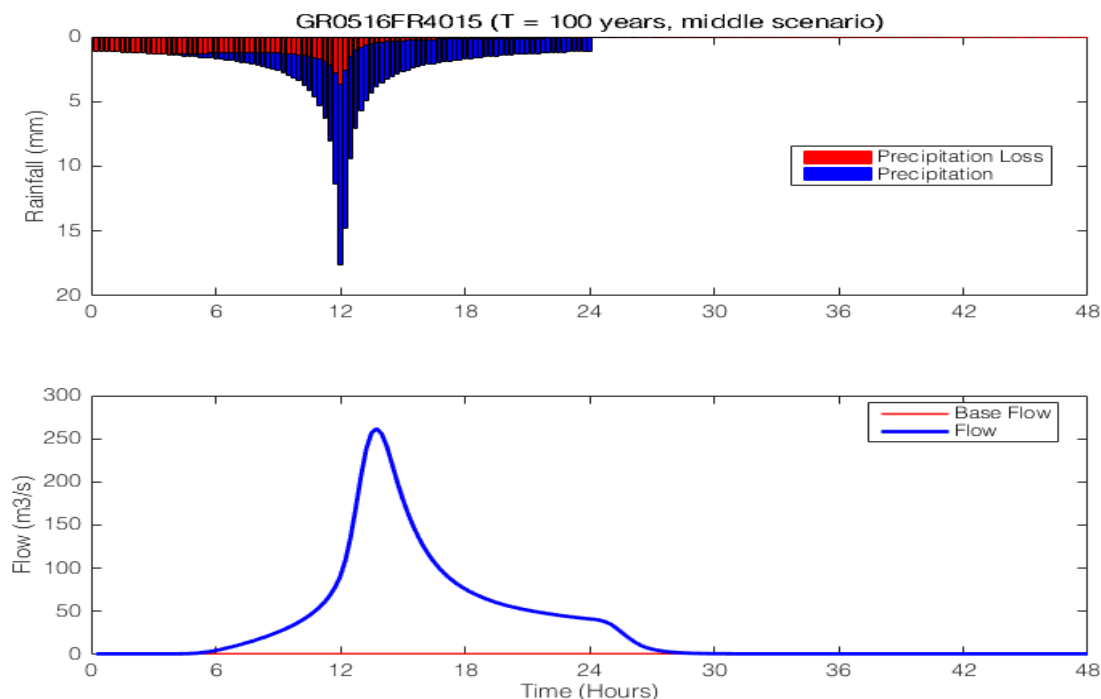 GR0516FR4015 (T = 100 years, middle scenario)
0
5
10
15
20
Rainfall (mm)
Precipitation Loss
Precipitation
0 6 12 18 24 30 36 42 48
300
250
200
150
100
50
0
Flow (m3/s)
Base Flow
Flow
0 6 12 18 24 30 36 42 48
Time (Hours)